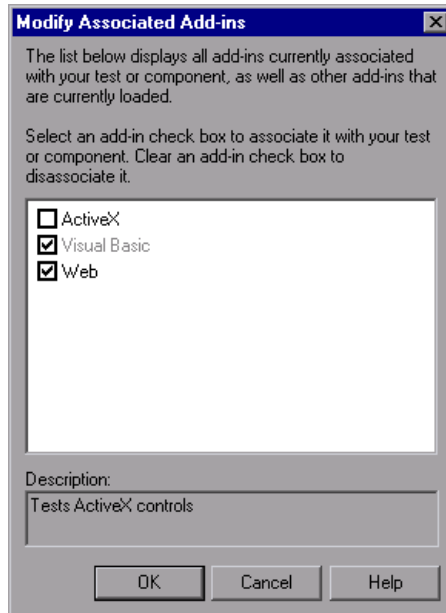 Modify Associated Add-ins
The list below displays all add-ins currently associated
with your test or component, as well as other add-ins that
are currently loaded.
Select an add-in check box to associate it with your test
or component. Clear an add-in check box to
disassociate it.
ActiveX
Visual Basic
Web
Description:
Tests ActiveX controls
OK Cancel Help